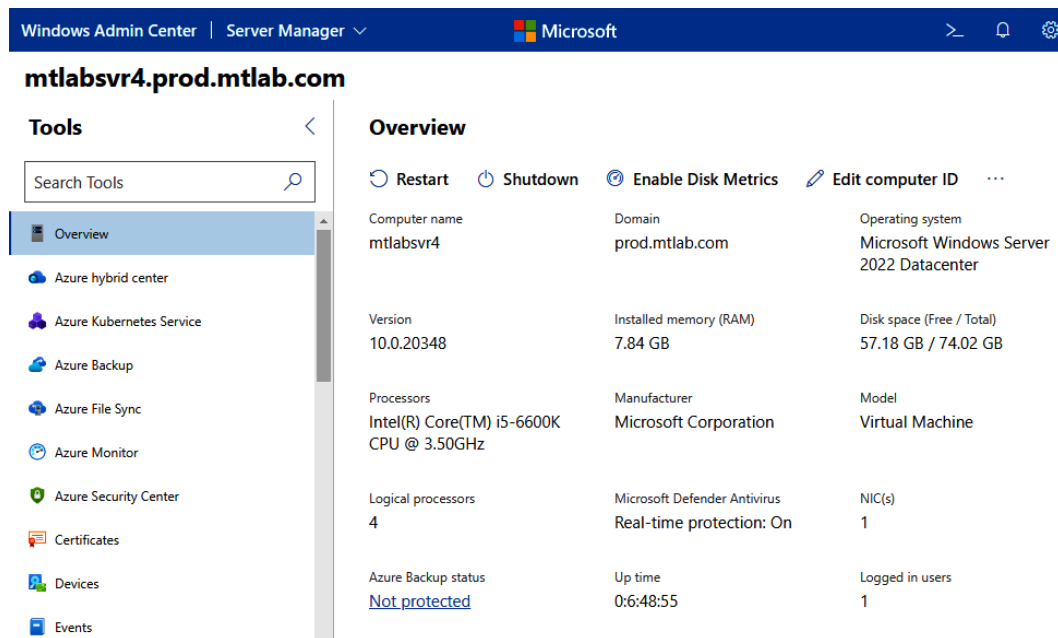 Windows Admin Center | Server Manager
Microsoft
mtlabsvr4.prod.mtlab.com
Tools
Search Tools
Overview
Azure hybrid center
Azure Kubernetes Service
Azure Backup
Azure File Sync
Azure Monitor
Azure Security Center
Certificates
Devices
Events
Overview
Restart
Shutdown
Enable Disk Metrics
Edit computer ID
Computer name
mtlabsvr4
Domain
prod.mtlab.com
Operating system
Microsoft Windows Server
2022 Datacenter
Version
10.0.20348
Installed memory (RAM)
7.84 GB
Disk space (Free / Total)
57.18 GB / 74.02 GB
Processors
Intel(R) Core(TM) i5-6600K
CPU @ 3.50GHz
Manufacturer
Microsoft Corporation
Model
Virtual Machine
Logical processors
4
Microsoft Defender Antivirus
Real-time protection: On
NIC(s)
1
Azure Backup status
Not protected
Up time
0:6:48:55
Logged in users
1